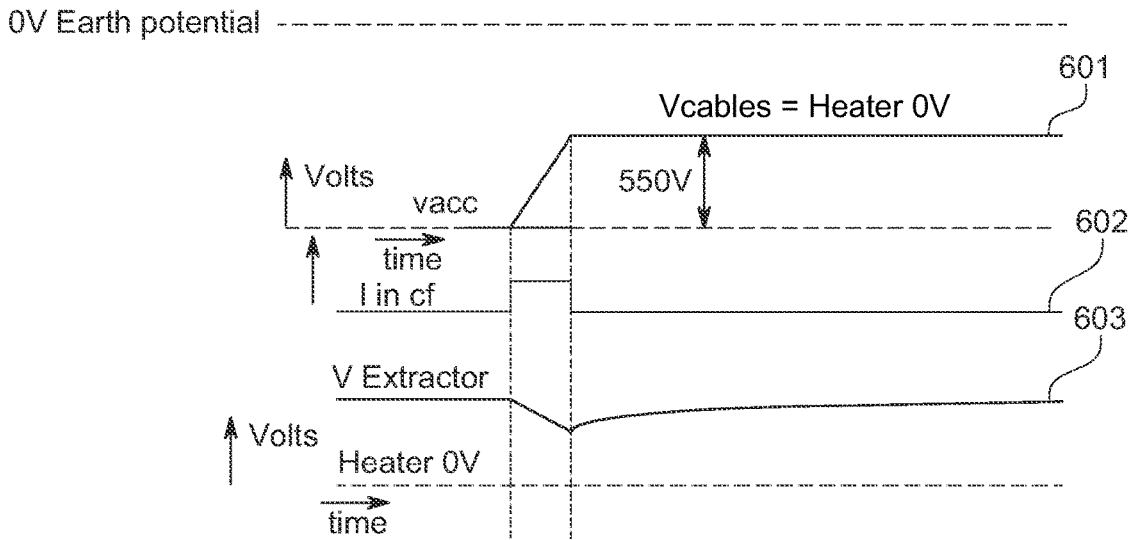 0V Earth potential
601
Vcables = Heater 0V
Volts
550V
vacc
602
time
I in cf
603
V Extractor
Volts
Heater 0V
time